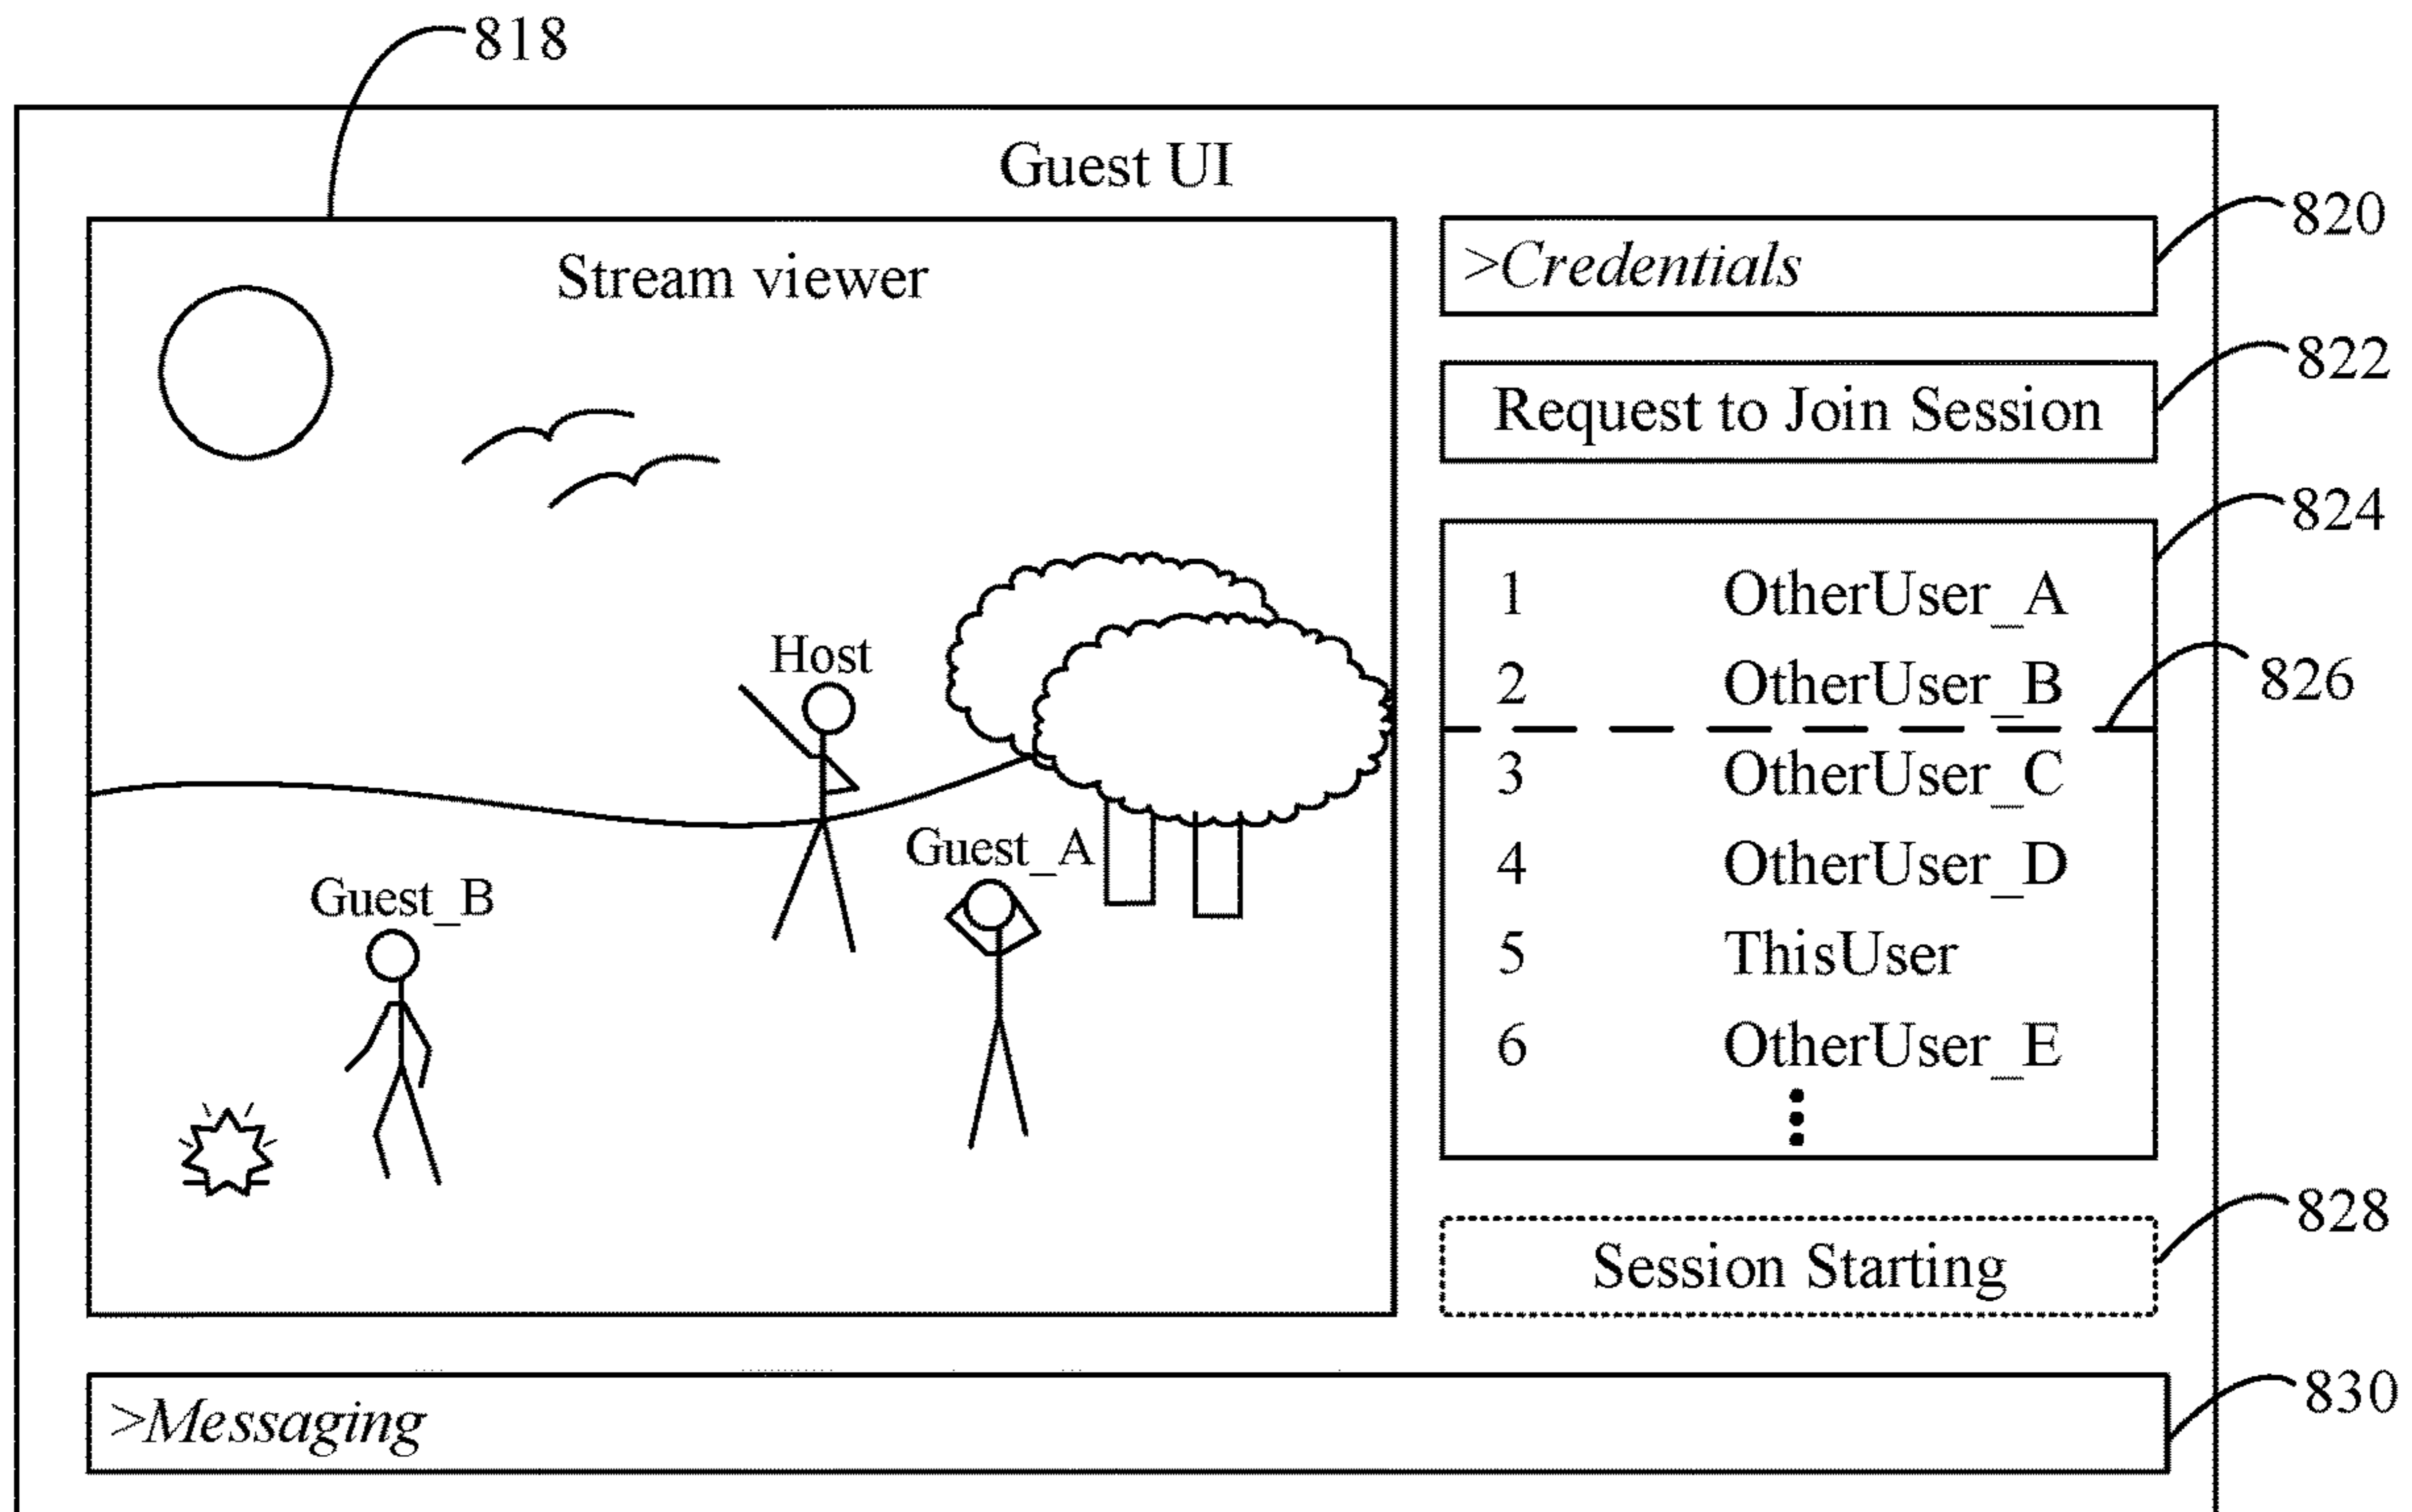 818
Guest UI
Stream viewer
Host
Guest_A
Guest_B
>Credentials
820
Request to Join Session
822
824
1 OtherUser_A
2 OtherUser_B
826
3 OtherUser_C
4 OtherUser_D
5 ThisUser
6 OtherUser_E
Session Starting
828
>Messaging
830